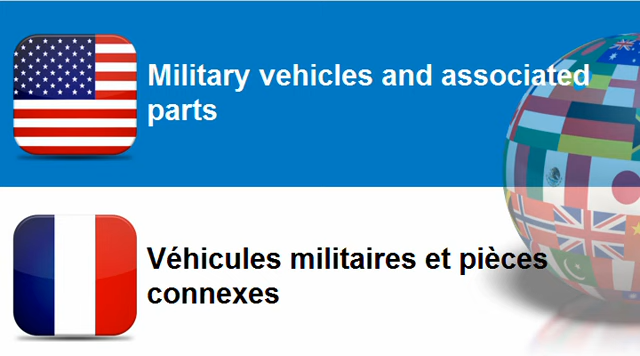 Military vehicles and associated
parts
Véhicules militaires et pièces
connexes